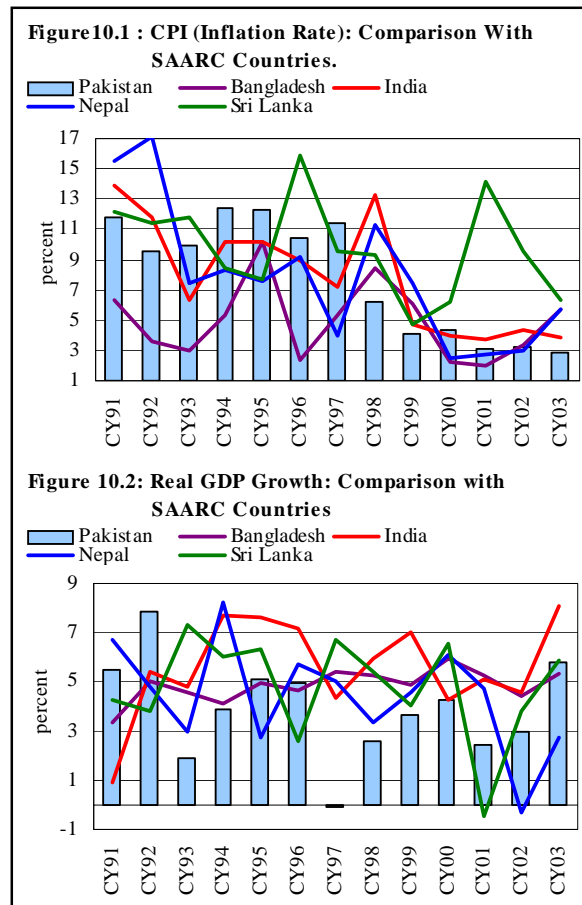 Figure10.1 : CPI (Inflation Rate): Comparison With
SAARC Countries.
Pakistan Bangladesh India
Nepal Sri Lanka
17
15
13
11
9
7
5
3
1
percent
CY91 CY92 CY93 CY94 CY95 CY96 CY97 CY98 CY99 CY00 CY01 CY02 CY03
Figure 10.2: Real GDP Growth: Comparison with
SAARC Countries
Pakistan Bangladesh India
Nepal Sri Lanka
9
7
5
3
1
-1
percent
CY91 CY92 CY93 CY94 CY95 CY96 CY97 CY98 CY99 CY00 CY01 CY02 CY03